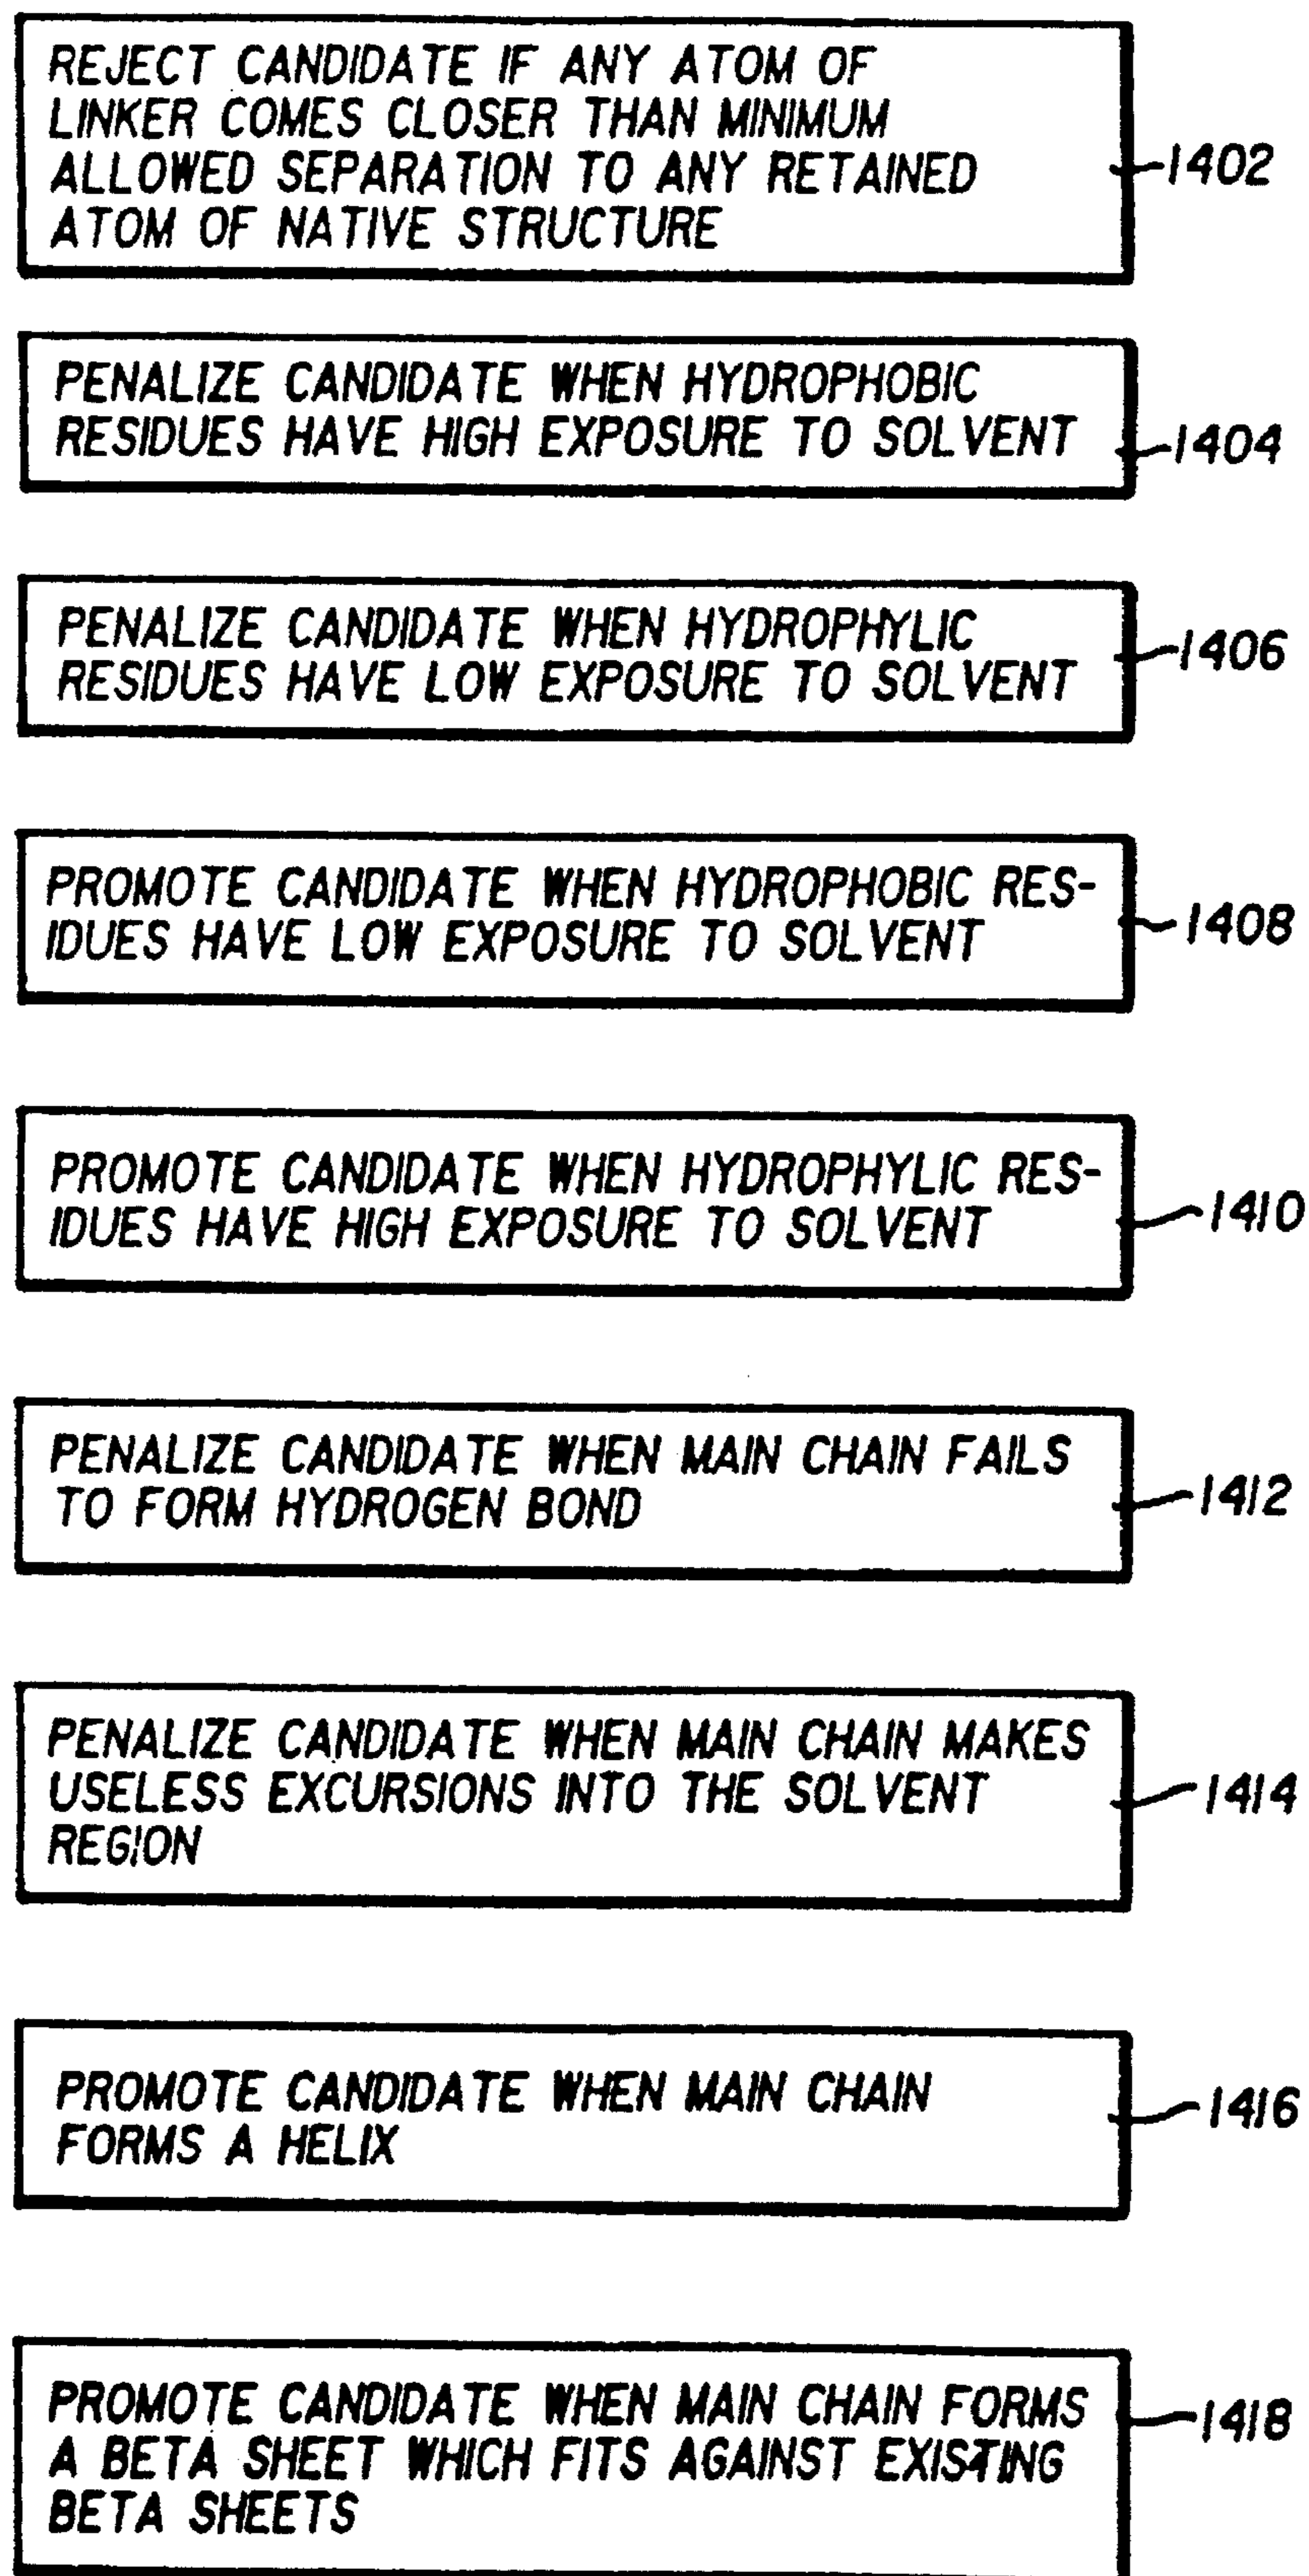 REJECT CANDIDATE IF ANY ATOM OF
LINKER COMES CLOSER THAN MINIMUM
ALLOWED SEPARATION TO ANY RETAINED
ATOM OF NATIVE STRUCTURE
1402
PENALIZE CANDIDATE WHEN HYDROPHOBIC
RESIDUES HAVE HIGH EXPOSURE TO SOLVENT
1404
PENALIZE CANDIDATE WHEN HYDROPHYLIC
RESIDUES HAVE LOW EXPOSURE TO SOLVENT
1406
PROMOTE CANDIDATE WHEN HYDROPHOBIC RES-
IDUES HAVE LOW EXPOSURE TO SOLVENT
1408
PROMOTE CANDIDATE WHEN HYDROPHYLIC RES-
IDUES HAVE HIGH EXPOSURE TO SOLVENT
1410
PENALIZE CANDIDATE WHEN MAIN CHAIN FAILS
TO FORM HYDROGEN BOND
1412
PENALIZE CANDIDATE WHEN MAIN CHAIN MAKES
USELESS EXCURSIONS INTO THE SOLVENT
REGION
1414
PROMOTE CANDIDATE WHEN MAIN CHAIN
FORMS A HELIX
1416
PROMOTE CANDIDATE WHEN MAIN CHAIN FORMS
A BETA SHEET WHICH FITS AGAINST EXISTING
BETA SHEETS
1418